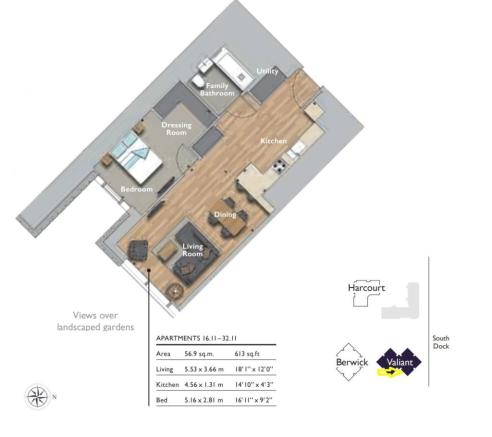 Utility
Family
Bathroom
Dressing
Room
Kitchen
Bedroom
Dining
Living
Room
Views over
landscaped gardens
Harcourt
South
Dock
Berwick
Valiant
APARTMENTS 16.11–32.11
Area 56.9 sq.m. 613 sq.ft
Living 5.53 x 3.66 m 18' 1" x 12'0"
Kitchen 4.56 x 1.31 m 14'10" x 4'3"
Bed 5.16 x 2.81 m 16'11" x 9'2"
N